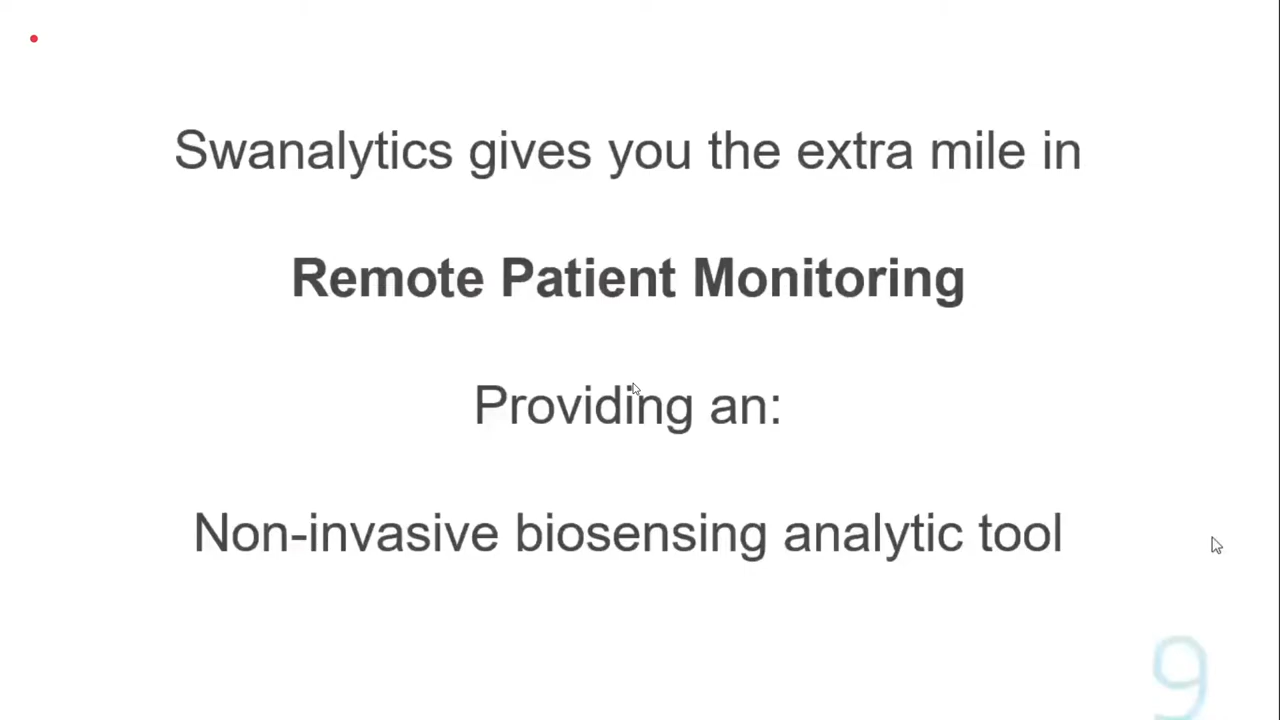 Swanalytics gives you the extra mile in
Remote Patient Monitoring
Providing an:
Non-invasive biosensing analytic tool
9